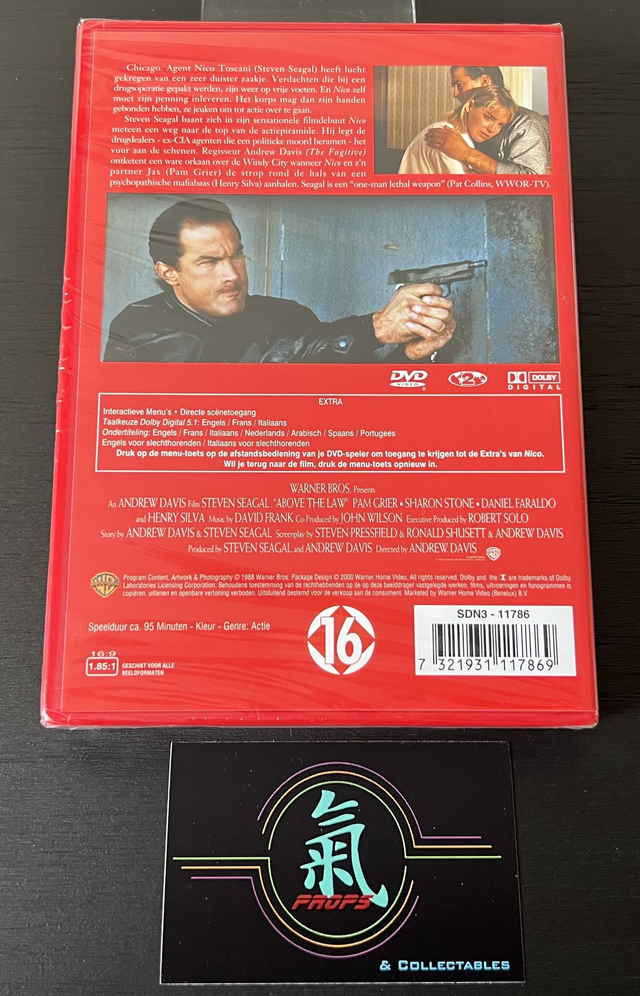 Chicago. Agent Nico Toscani (Steven Seagal) heeft lucht
gekregen van een zeer duister zaakje. Verdachten die bij een
drugsoperatie gepakt werden, zijn weer op vrije voeten. En Nico zelf
moet zijn penning inleveren. Het korps mag dan zijn handen
gebonden hebben, ze jeuken om tot actie over te gaan.
Steven Seagal baant zich in zijn sensationele filmdebuut Nico
meteen een weg naar de top van de actiepiramide. Hij legt de
drugdealers - ex-CIA agenten die een politieke moord beramen - het
vuur aan de schenen. Regisseur Andrew Davis (The Fugitive)
ontketent een ware orkaan over de Windy City wanneer Nico en z'n
partner Jax (Pam Grier) de strop rond de hals van een
psychopathische mafiabaas (Henry Silva) aanhalen. Seagal is een "one-man lethal weapon" (Pat Collins, WWOR-TV).
DVD VIDEO 2 DOLBY DIGITAL
EXTRA
Interactieve Menu's • Directe scènetoegang
Taalkeuze Dolby Digital 5.1: Engels / Frans / Italiaans
Ondertiteling: Engels / Frans / Italiaans / Nederlands / Arabisch / Spaans / Portugees
Engels voor slechthorenden / Italiaans voor slechthorenden
Druk op de menu-toets op de afstandsbediening van je DVD-speler om toegang te krijgen tot de Extra's van Nico.
Wil je terug naar de film, druk de menu-toets opnieuw in.
WARNER BROS. Presents
An ANDREW DAVIS Film STEVEN SEAGAL "ABOVE THE LAW" PAM GRIER • SHARON STONE • DANIEL FARALDO
and HENRY SILVA Music by DAVID FRANK Co-Produced by JOHN WILSON Executive Produced by ROBERT SOLO
Story by ANDREW DAVIS & STEVEN SEAGAL Screenplay by STEVEN PRESSFIELD & RONALD SHUSETT & ANDREW DAVIS
Produced by STEVEN SEAGAL and ANDREW DAVIS Directed by ANDREW DAVIS
Program Content, Artwork & Photography © 1988 Warner Bros. Package Design © 2000 Warner Home Video. All rights reserved. Dolby and the are trademarks of Dolby
Laboratories Licensing Corporation. Behoudens toestemming van de rechthebbenden op de op deze beelddrager vastgelegde werken, films, uitvoeringen en fonogrammen is
copiëren, uitlenen en openbare vertoning verboden. Uitsluitend bestemd voor de verkoop aan de consument. Marketed by Warner Home Video (Benelux) B.V.
Speelduur ca. 95 Minuten - Kleur - Genre: Actie
16
SDN3 - 11786
7 321931 117869
16:9
1.85:1
GESCHIKT VOOR ALLE
BEELDFORMATEN
氣
PROPS
& COLLECTABLES